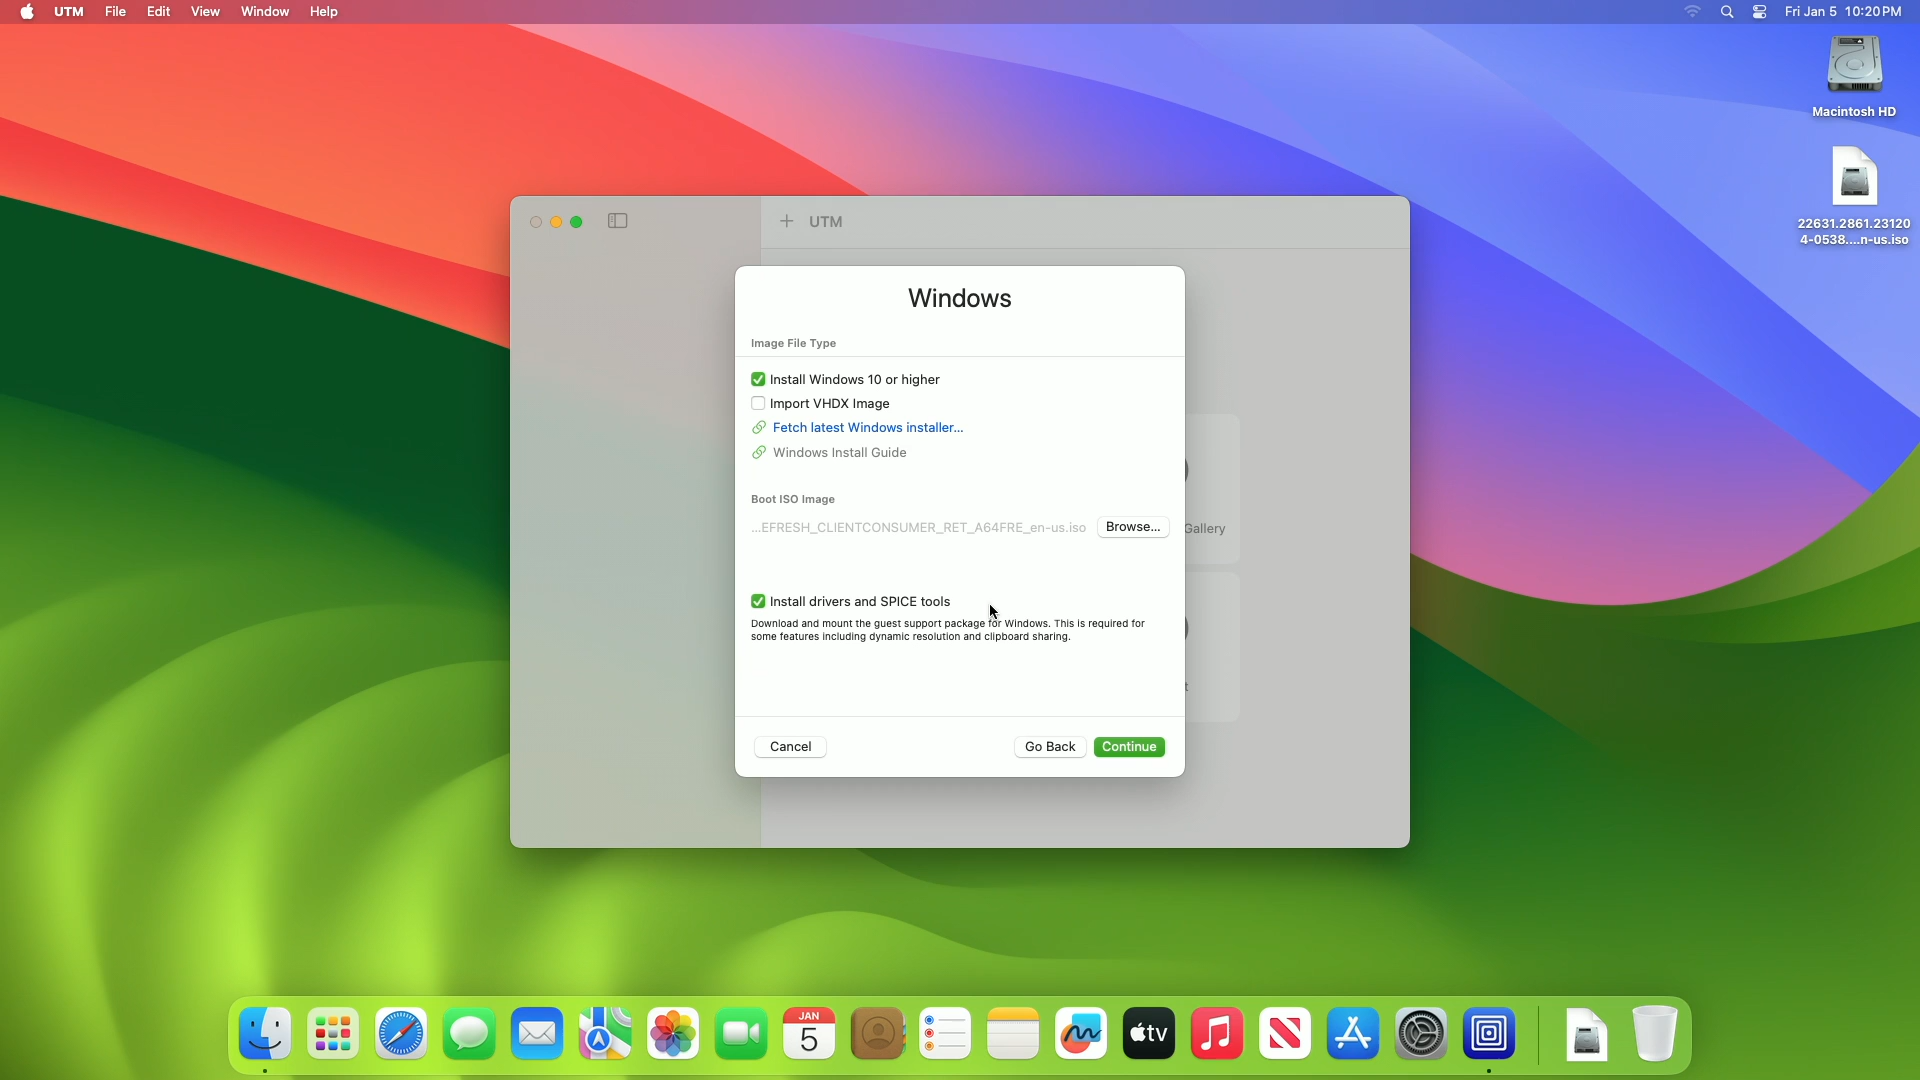 UTM File Edit View Window Help
Fri Jan 5 10:20 PM
Macintosh HD
22631.2861.23120
4-0538....n-us.iso
UTM
Windows
Image File Type
Install Windows 10 or higher
Import VHDX Image
Fetch latest Windows installer...
Windows Install Guide
Boot ISO Image
...EFRESH_CLIENTCONSUMER_RET_A64FRE_en-us.iso
Browse...
Gallery
Install drivers and SPICE tools
Download and mount the guest support package for Windows. This is required for
some features including dynamic resolution and clipboard sharing.
t
Cancel
Go Back
Continue
JAN
5
tv